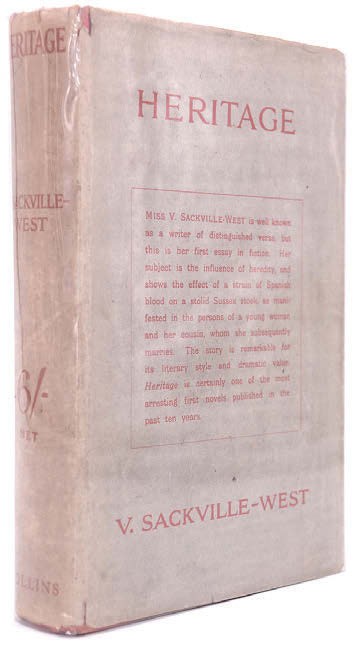 HERITAGE
SACKVILLE-
WEST
6/-
NET
COLLINS
HERITAGE
MISS V. SACKVILLE-WEST is well known
as a writer of distinguished verse, but
this is her first essay in fiction. Her
subject is the influence of heredity, and
shows the effect of a strain of Spanish
blood on a stolid Sussex stock, as mani-
fested in the persons of a young woman
and her cousin, whom she subsequently
marries. The story is remarkable for
its literary style and dramatic value.
Heritage is certainly one of the most
arresting first novels published in the
past ten years.
V. SACKVILLE-WEST